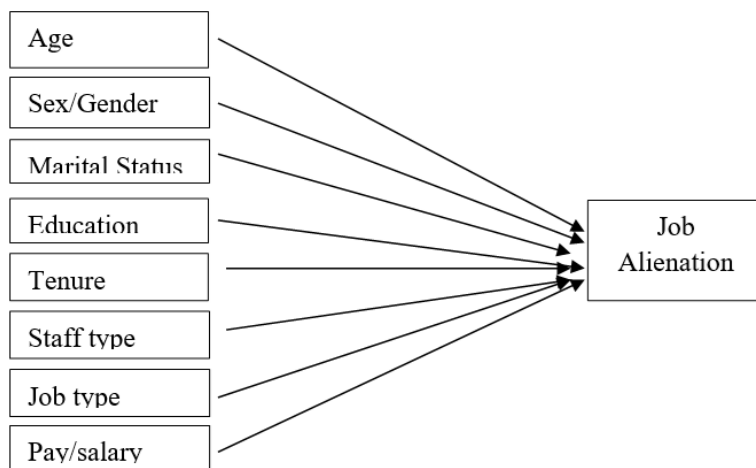 Age
Sex/Gender
Marital Status
Education
Tenure
Staff type
Job type
Pay/salary
Job
Alienation